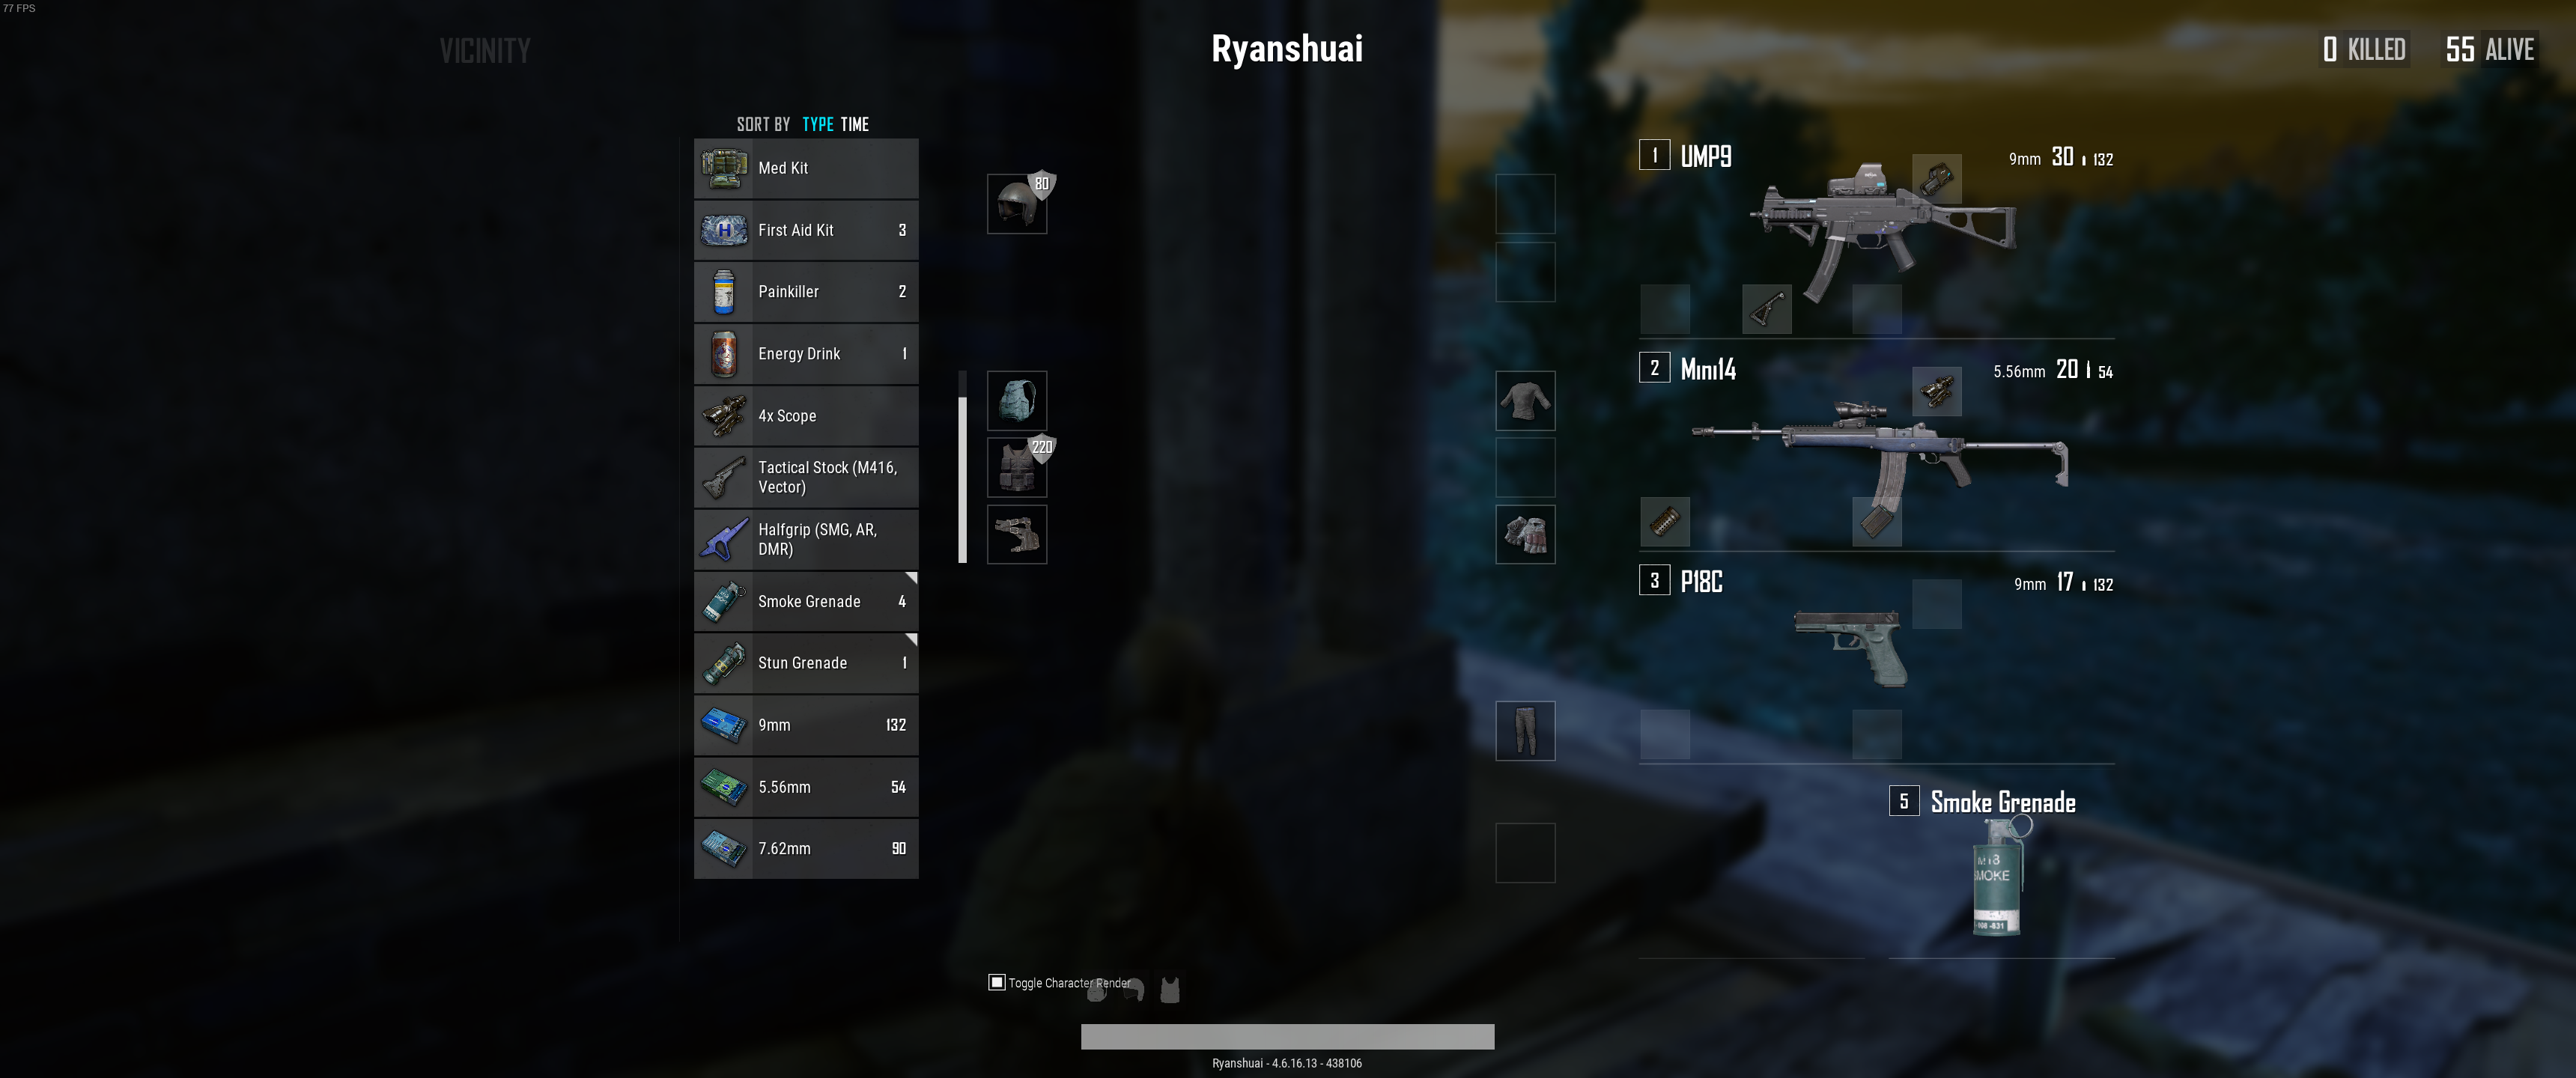 77 FPS
VICINITY
Ryanshuai
0 KILLED 55 ALIVE
SORT BY TYPE TIME
Med Kit
First Aid Kit 3
Painkiller 2
Energy Drink 1
4x Scope
Tactical Stock (M416,
Vector)
Halfgrip (SMG, AR,
DMR)
Smoke Grenade 4
Stun Grenade 1
9mm 132
5.56mm 54
7.62mm 90
80
220
1 UMP9 9mm 30 132
2 Mini14 5.56mm 20 54
3 P18C 9mm 17 132
5 Smoke Grenade
M18
SMOKE
Toggle Character Render
Ryanshuai - 4.6.16.13 - 438106